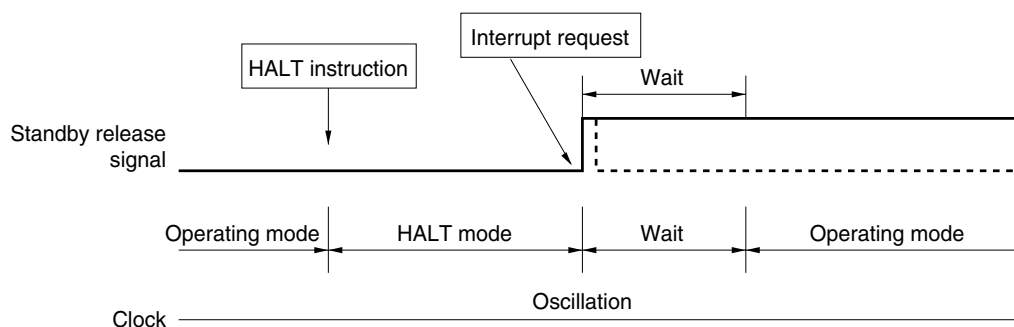 Interrupt request
HALT instruction
Wait
Standby release
signal
Operating mode
HALT mode
Wait
Operating mode
Oscillation
Clock